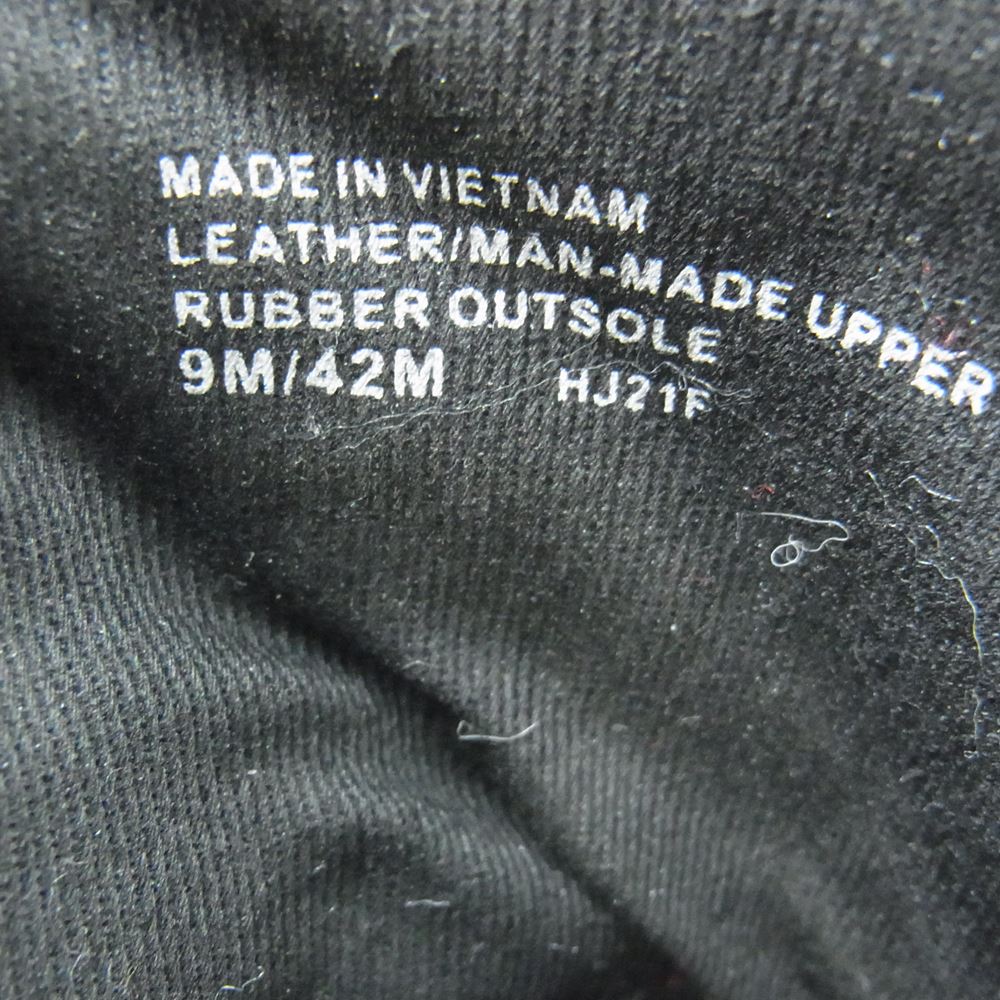 MADE IN VIETNAM
LEATHER/MAN-MADE UPPER
RUBBER OUTSOLE
9M/42M HJ21F